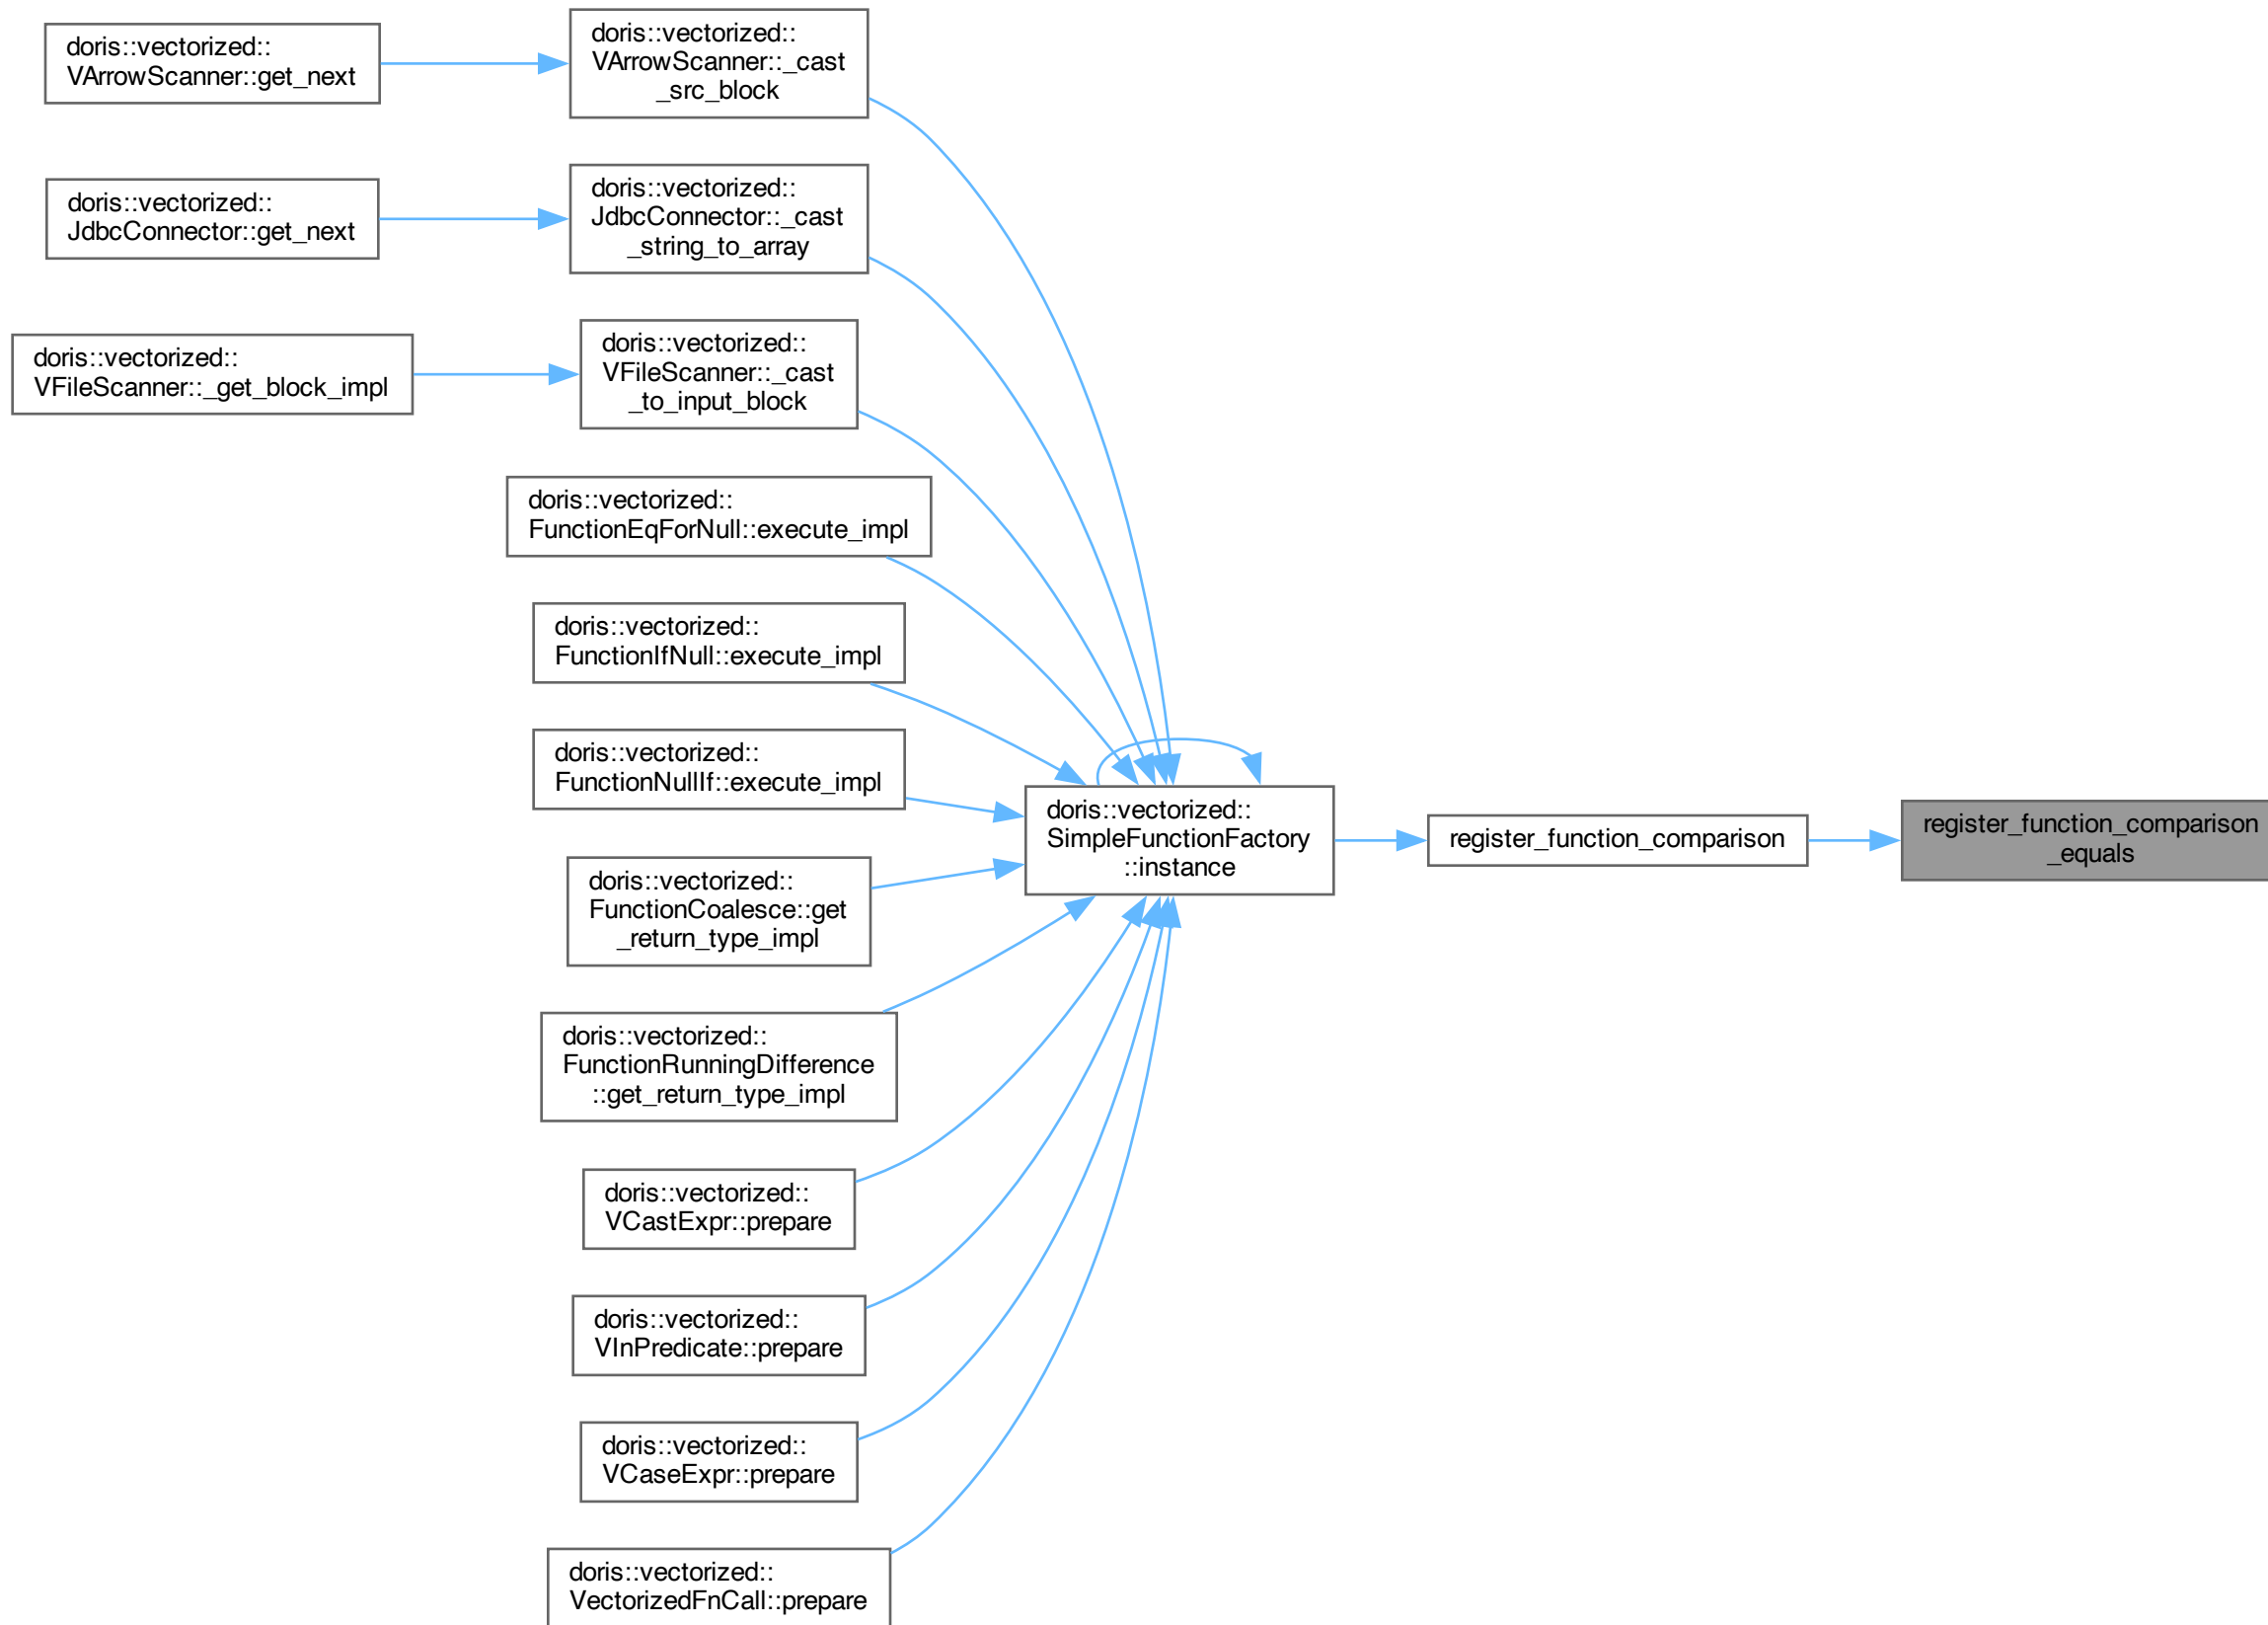 doris::vectorized::
VArrowScanner::get_next
doris::vectorized::
VArrowScanner::_cast
_src_block
doris::vectorized::
JdbcConnector::get_next
doris::vectorized::
JdbcConnector::_cast
_string_to_array
doris::vectorized::
VFileScanner::_get_block_impl
doris::vectorized::
VFileScanner::_cast
_to_input_block
doris::vectorized::
FunctionEqForNull::execute_impl
doris::vectorized::
FunctionIfNull::execute_impl
doris::vectorized::
FunctionNullIf::execute_impl
doris::vectorized::
SimpleFunctionFactory
::instance
register_function_comparison
register_function_comparison
_equals
doris::vectorized::
FunctionCoalesce::get
_return_type_impl
doris::vectorized::
FunctionRunningDifference
::get_return_type_impl
doris::vectorized::
VCastExpr::prepare
doris::vectorized::
VInPredicate::prepare
doris::vectorized::
VCaseExpr::prepare
doris::vectorized::
VectorizedFnCall::prepare